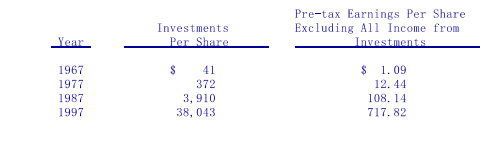 Pre-tax Earnings Per Share
Investments Excluding All Income from
Year Per Share Investments
1967 $ 41 $ 1.09
1977 372 12.44
1987 3,910 108.14
1997 38,043 717.82